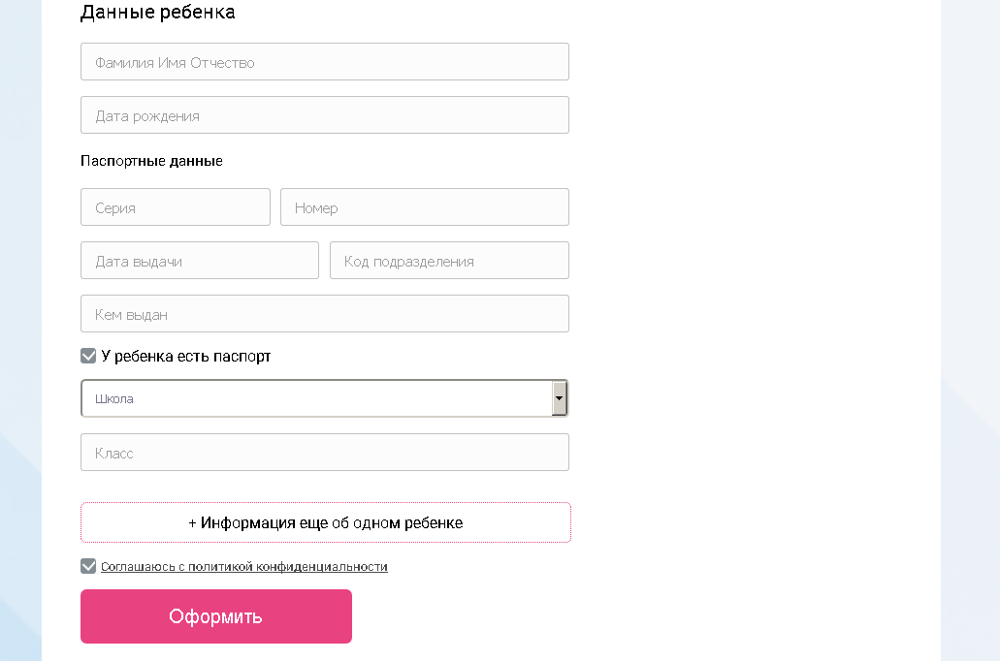 Данные ребенка
Фамилия Имя Отчество
Дата рождения
Паспортные данные
Серия Номер
Дата выдачи Код подразделения
Кем выдан
У ребенка есть паспорт
Школа
Класс
+ Информация еще об одном ребенке
Соглашаюсь с политикой конфиденциальности
Оформить